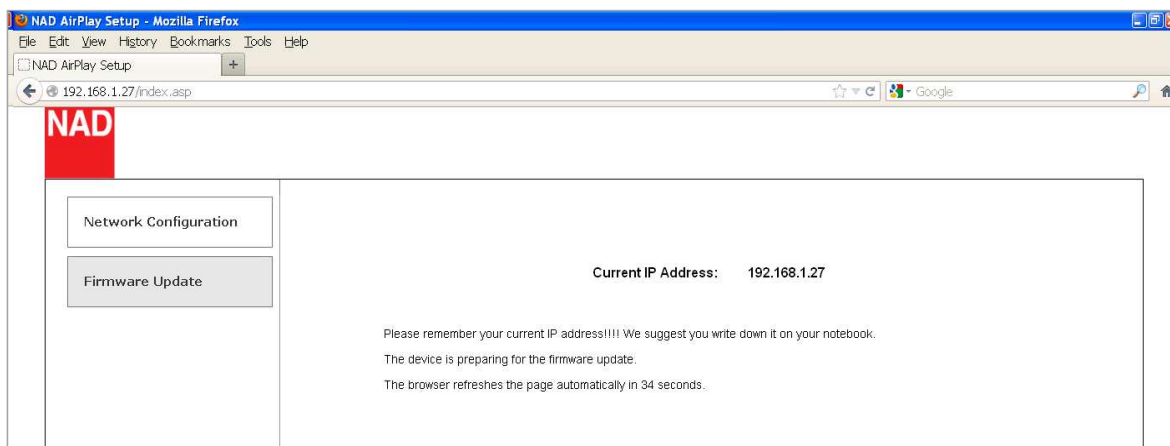 NAD AirPlay Setup - Mozilla Firefox
File Edit View History Bookmarks Tools Help
NAD AirPlay Setup +
192.168.1.27/index.asp Google
NAD
Network Configuration
Firmware Update
Current IP Address: 192.168.1.27
Please remember your current IP address!!!! We suggest you write down it on your notebook.
The device is preparing for the firmware update.
The browser refreshes the page automatically in 34 seconds.